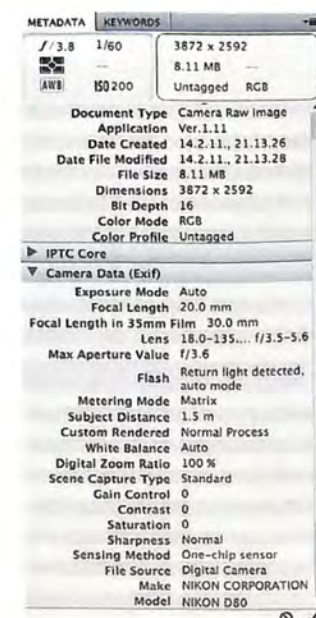 METADATA KEYWORDS
f/3.8 1/60
-- 
AWB ISO 200
3872 x 2592
8.11 MB --
Untagged RGB
Document Type Camera Raw image
Application Ver.1.11
Date Created 14.2.11., 21.13.26
Date File Modified 14.2.11., 21.13.28
File Size 8.11 MB
Dimensions 3872 x 2592
Bit Depth 16
Color Mode RGB
Color Profile Untagged
IPTC Core
Camera Data (Exif)
Exposure Mode Auto
Focal Length 20.0 mm
Focal Length in 35mm Film 30.0 mm
Lens 18.0-135.... f/3.5-5.6
Max Aperture Value f/3.6
Flash Return light detected,
auto mode
Metering Mode Matrix
Subject Distance 1.5 m
Custom Rendered Normal Process
White Balance Auto
Digital Zoom Ratio 100 %
Scene Capture Type Standard
Gain Control 0
Contrast 0
Saturation 0
Sharpness Normal
Sensing Method One-chip sensor
File Source Digital Camera
Make NIKON CORPORATION
Model NIKON D80